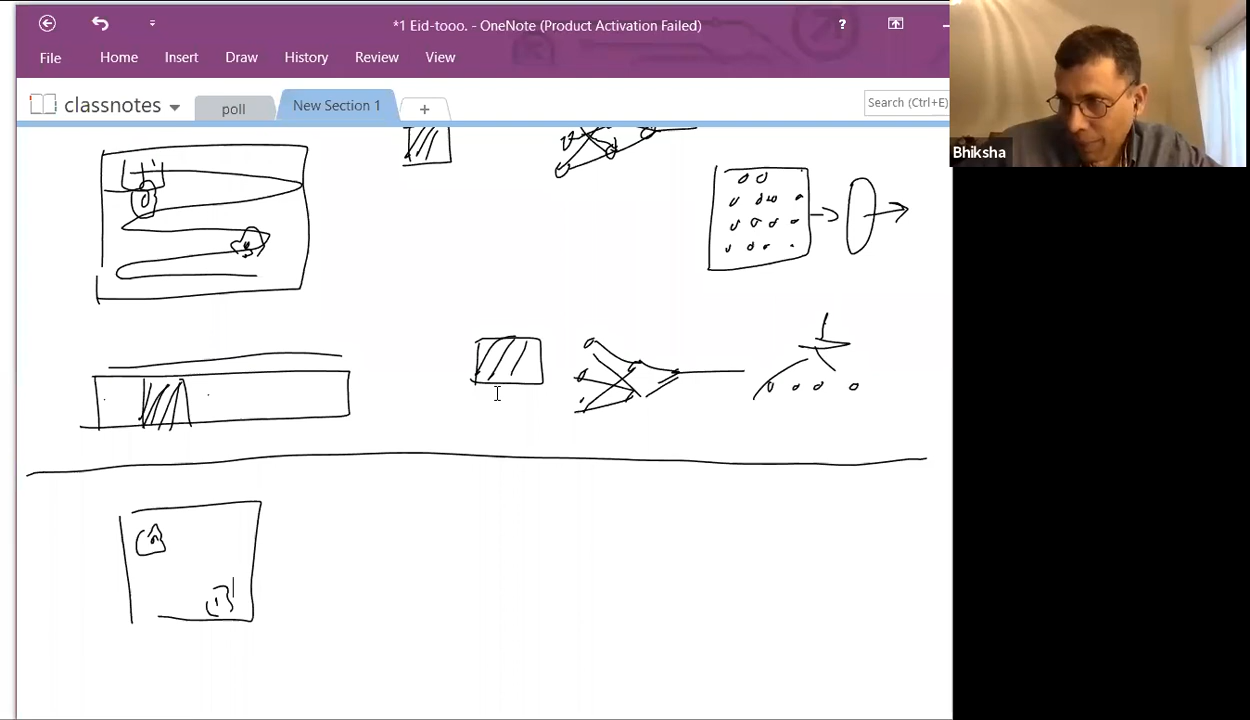 *1 Eid-tooo. - OneNote (Product Activation Failed)
?
File Home Insert Draw History Review View
classnotes poll New Section 1 +
Search (Ctrl+E)
Bhiksha